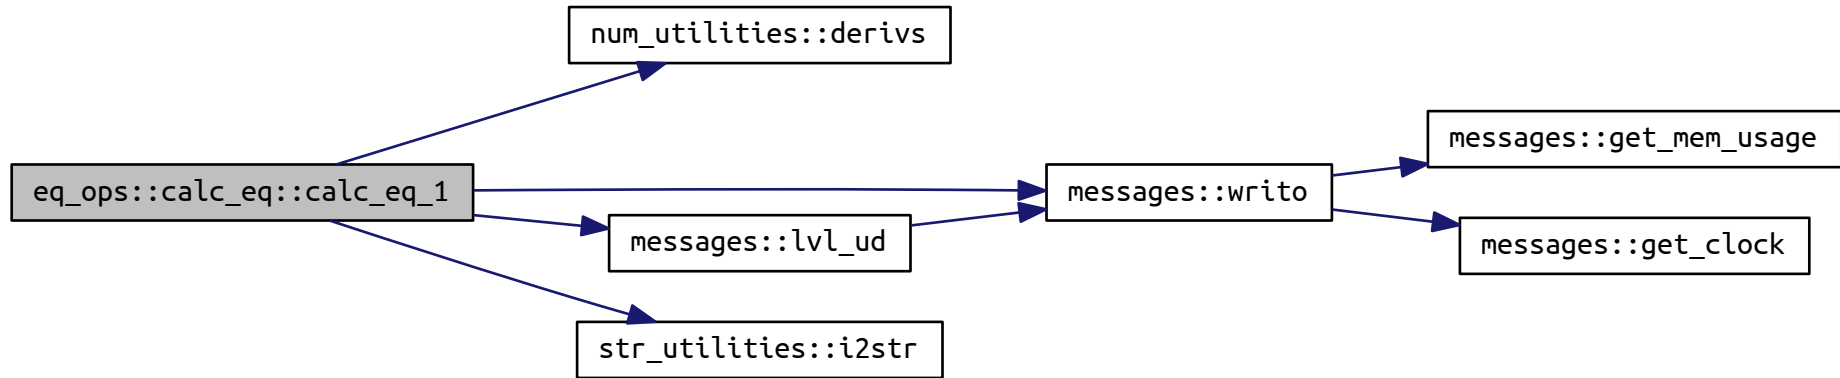 num_utilities::derivs
messages::get_mem_usage
eq_ops::calc_eq::calc_eq_1
messages::writo
messages::lvl_ud
messages::get_clock
str_utilities::i2str